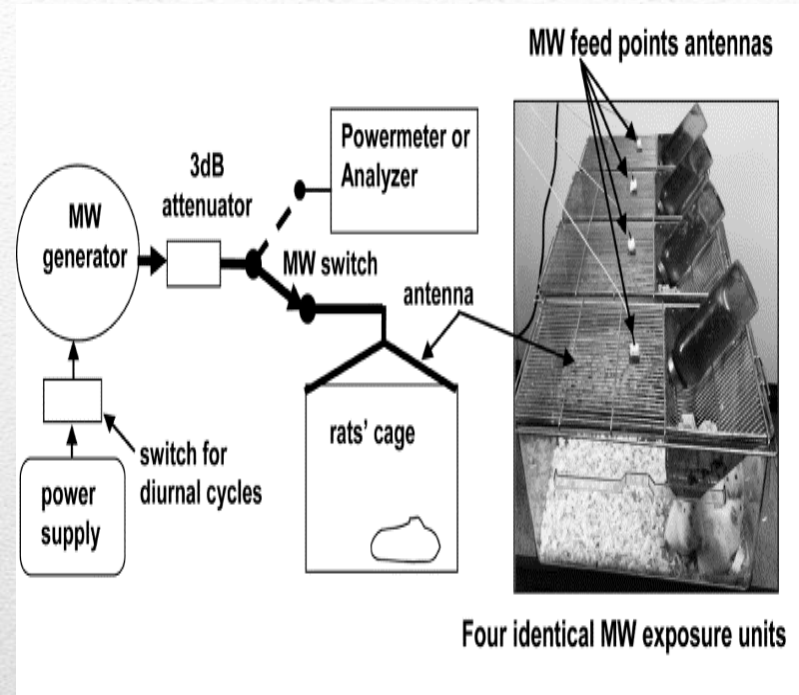 MW feed points antennas
Powermeter or
Analyzer
3dB
attenuator
MW
generator
MW switch
antenna
rats' cage
switch for
diurnal cycles
power
supply
Four identical MW exposure units